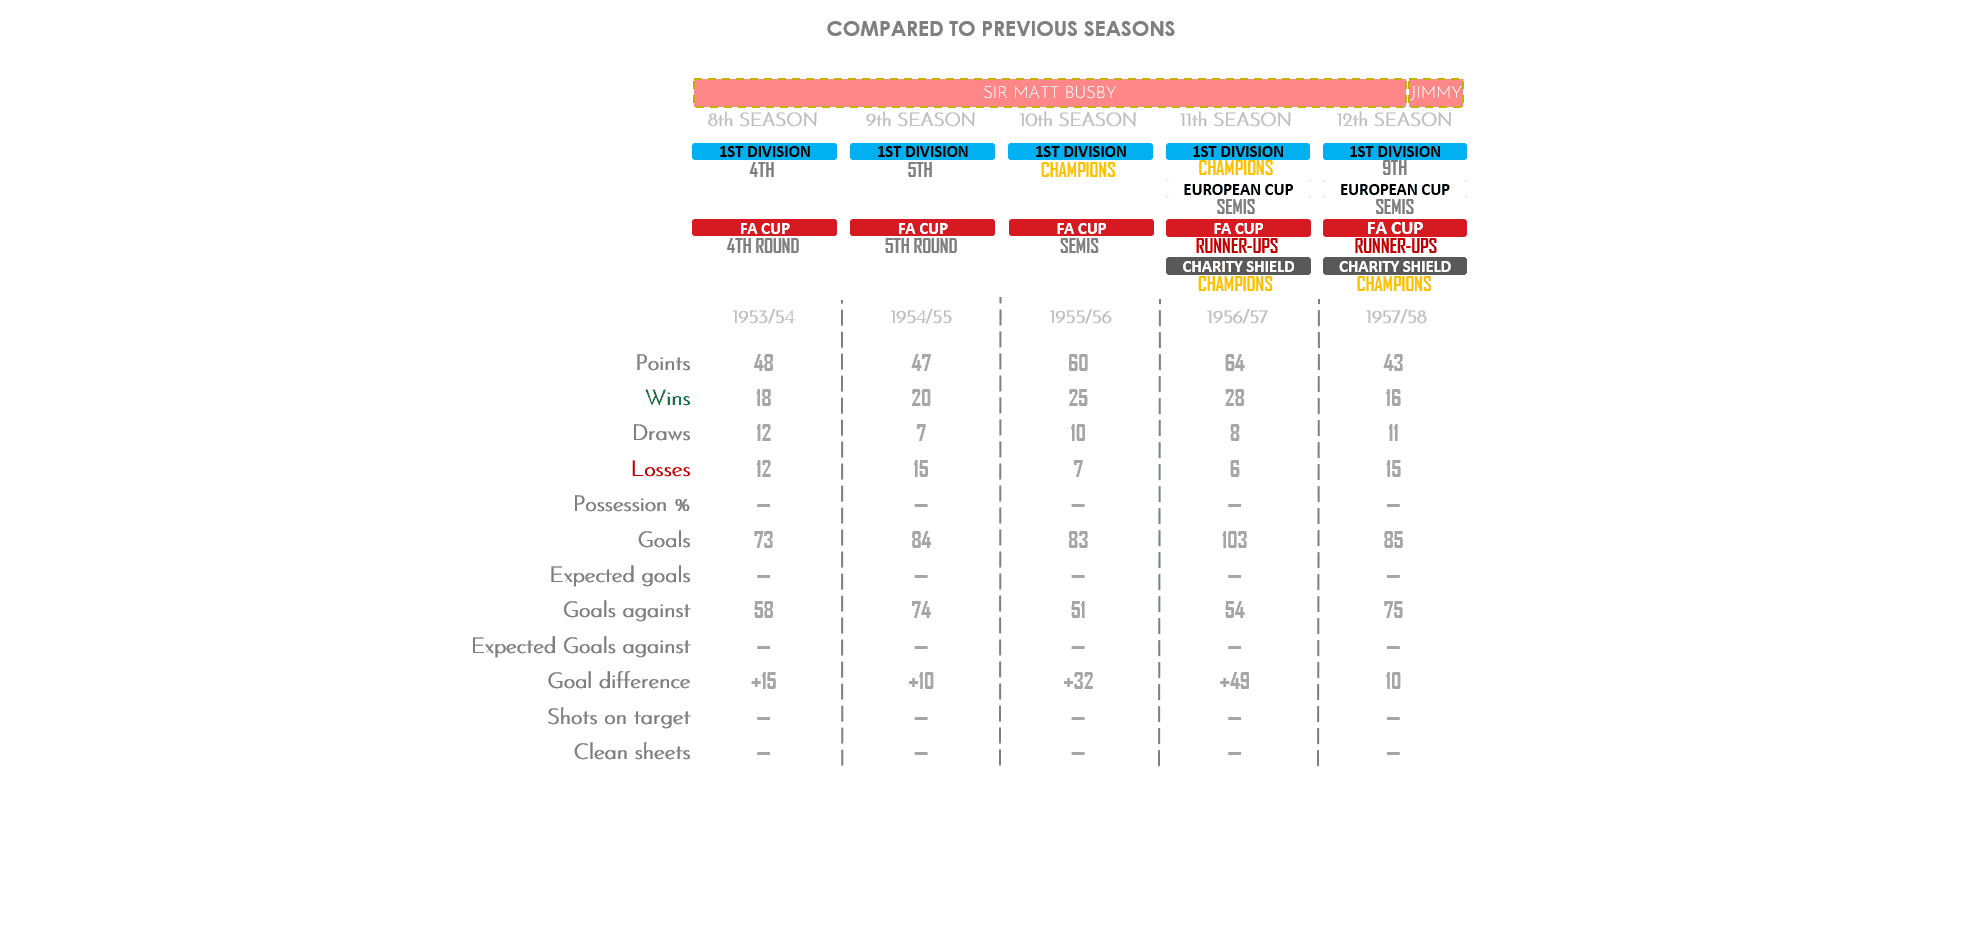 COMPARED TO PREVIOUS SEASONS
SIR MATT BUSBY JIMMY
8th SEASON 9th SEASON 10th SEASON 11th SEASON 12th SEASON
1ST DIVISION 1ST DIVISION 1ST DIVISION 1ST DIVISION 1ST DIVISION
4TH 5TH CHAMPIONS CHAMPIONS 9TH
EUROPEAN CUP EUROPEAN CUP
SEMIS SEMIS
FA CUP FA CUP FA CUP FA CUP FA CUP
4TH ROUND 5TH ROUND SEMIS RUNNER-UPS RUNNER-UPS
CHARITY SHIELD CHARITY SHIELD
CHAMPIONS CHAMPIONS
1953/54 1954/55 1955/56 1956/57 1957/58
Points 48 47 60 64 43
Wins 18 20 25 28 16
Draws 12 7 10 8 11
Losses 12 15 7 6 15
Possession % – – – – –
Goals 73 84 83 103 85
Expected goals – – – – –
Goals against 58 74 51 54 75
Expected Goals against – – – – –
Goal difference +15 +10 +32 +49 10
Shots on target – – – – –
Clean sheets – – – – –